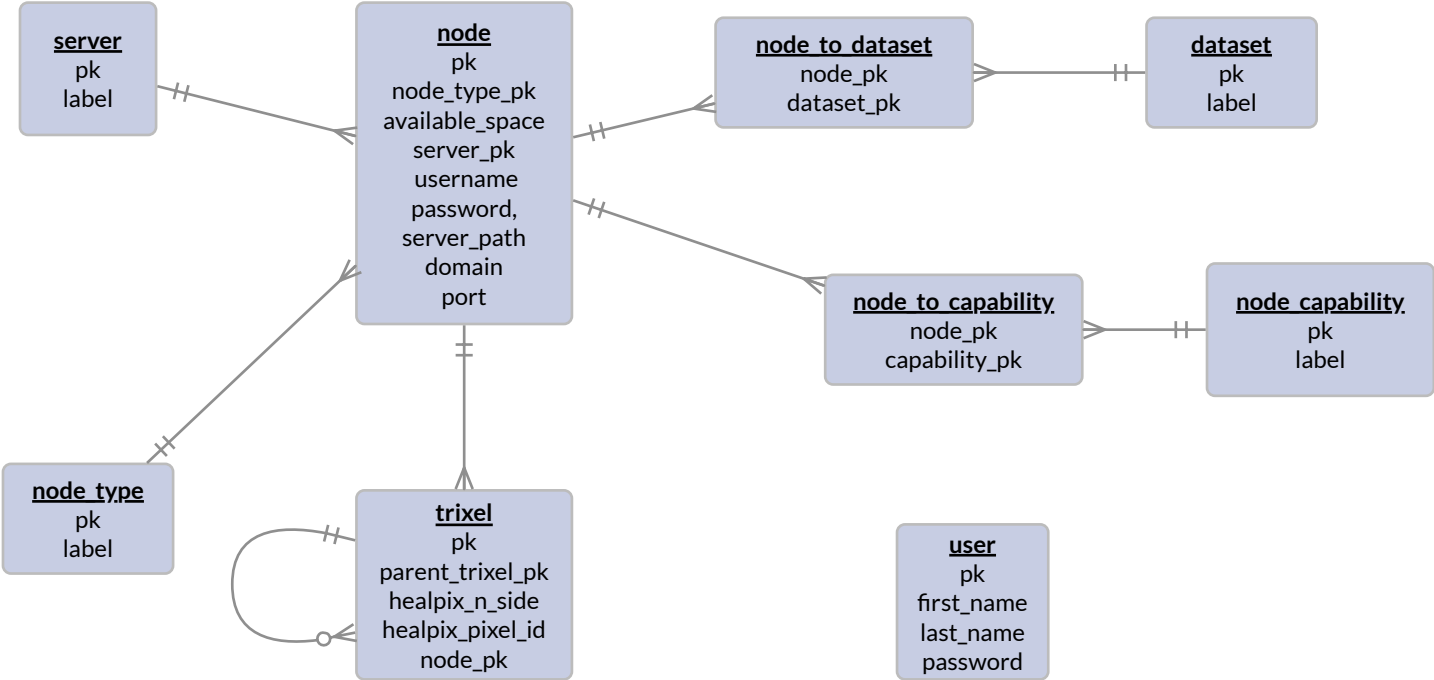 server
pk
label
node
pk
node_type_pk
available_space
server_pk
username
password,
server_path
domain
port
node_to_dataset
node_pk
dataset_pk
dataset
pk
label
node_to_capability
node_pk
capability_pk
node_capability
pk
label
node_type
pk
label
trixel
pk
parent_trixel_pk
healpix_n_side
healpix_pixel_id
node_pk
user
pk
first_name
last_name
password